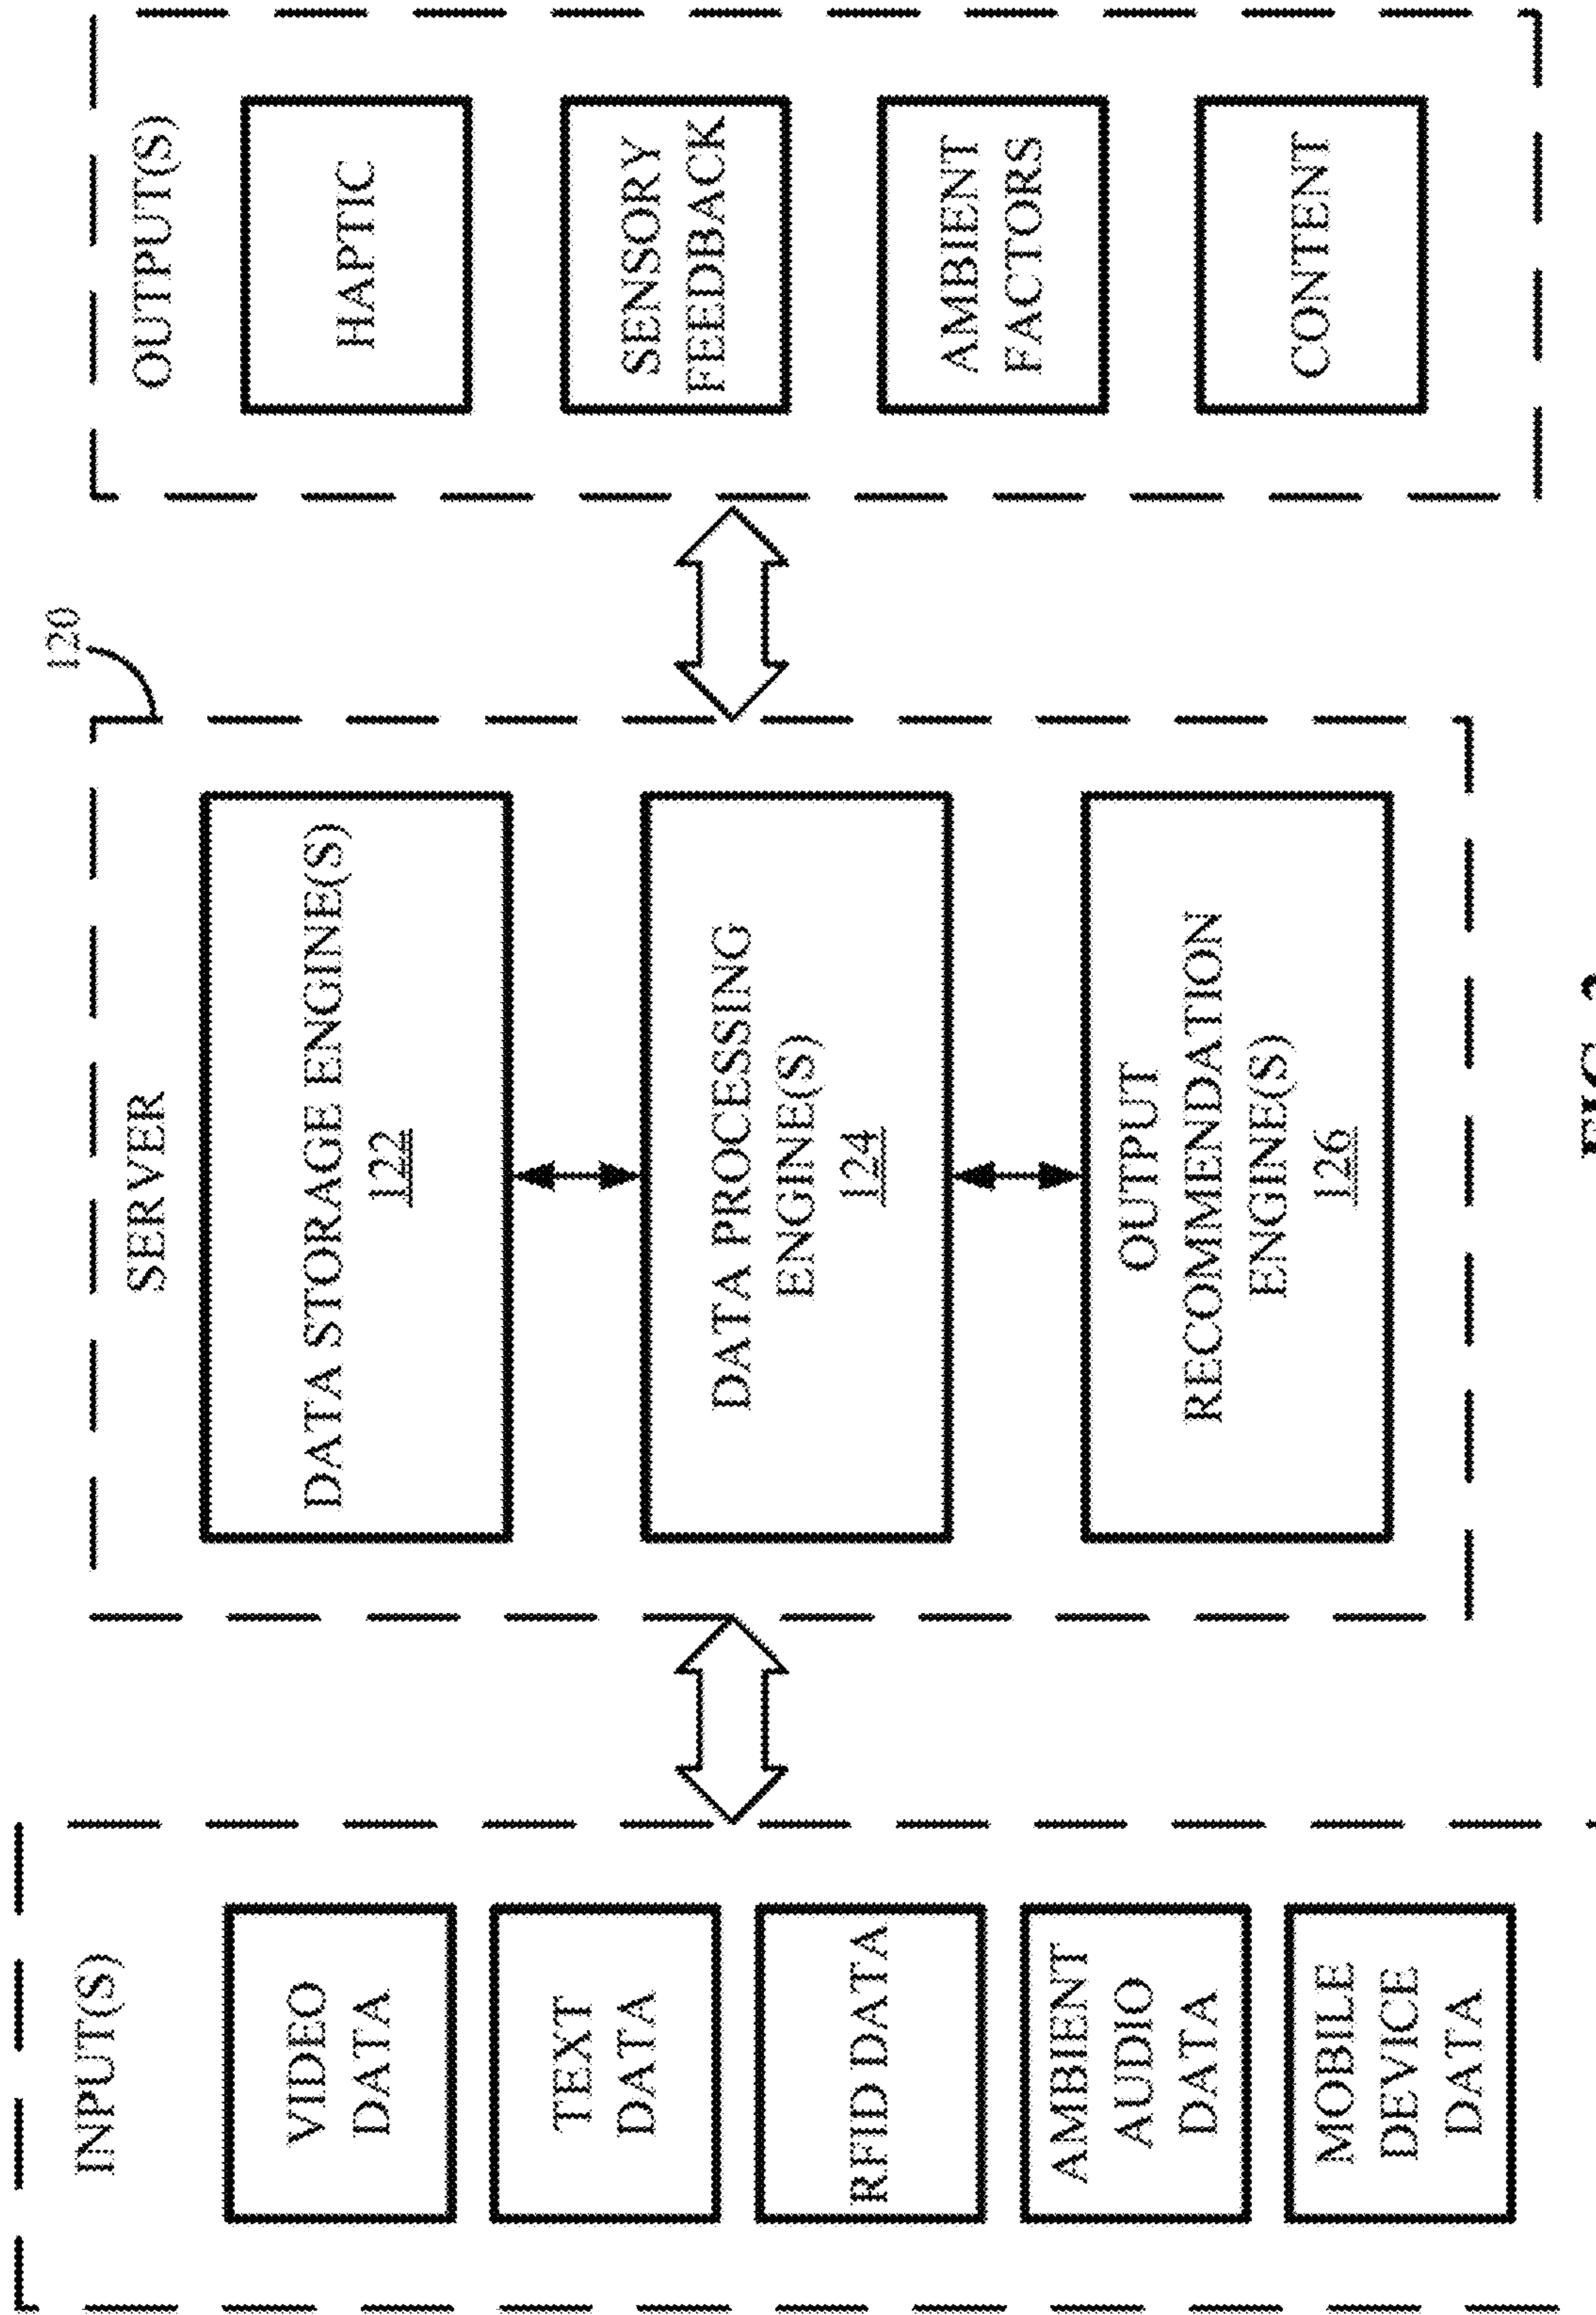 INPUT(S)
VIDEO
DATA
TEXT
DATA
RFID DATA
AMBIENT
AUDIO
DATA
MOBILE
DEVICE
DATA
120
SERVER
DATA STORAGE ENGINE(S)
122
DATA PROCESSING
ENGINE(S)
124
OUTPUT
RECOMMENDATION
ENGINE(S)
126
OUTPUT(S)
HAPTIC
SENSORY
FEEDBACK
AMBIENT
FACTORS
CONTENT